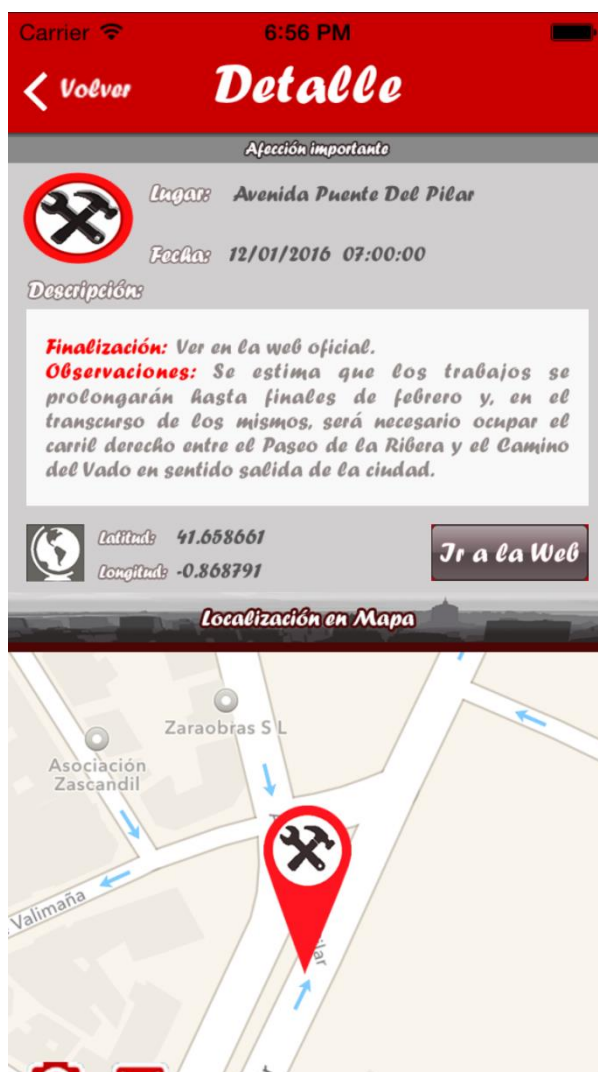 Carrier 6:56 PM
Volver Detalle
Afección importante
Lugar: Avenida Puente Del Pilar
Fecha: 12/01/2016 07:00:00
Descripción:
Finalización: Ver en la web oficial.
Observaciones: Se estima que los trabajos se
prolongarán hasta finales de febrero y, en el
transcurso de los mismos, será necesario ocupar el
carril derecho entre el Paseo de la Ribera y el Camino
del Vado en sentido salida de la ciudad.
Latitud: 41.658661
Longitud: -0.868791
Ir a la Web
Localización en Mapa
Zaraobras S L
Asociación
Zascandil
Valimaña